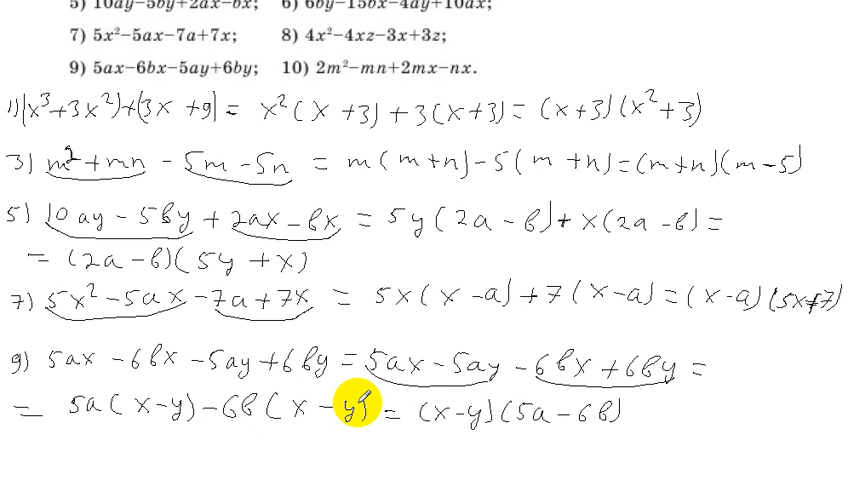 5) 10ay−5by+2ax−bx; 6) 6by−15bx−4ay+10ax;
7) 5x²−5ax−7a+7x; 8) 4x²−4xz−3x+3z;
9) 5ax−6bx−5ay+6by; 10) 2m²−mn+2mx−nx.
1) (x³+3x²)+(3x+9) = x²(x+3)+3(x+3) = (x+3)(x²+3)
3) m²+mn−5m−5n = m(m+n)−5(m+n)=(m+n)(m−5)
5) 10ay−5by+2ax−bx = 5y(2a−b)+x(2a−b)=
= (2a−b)(5y+x)
7) 5x²−5ax−7a+7x = 5x(x−a)+7(x−a)=(x−a)(5x+7)
9) 5ax−6bx−5ay+6by=5ax−5ay−6bx+6by=
= 5a(x−y)−6b(x−y) = (x−y)(5a−6b)